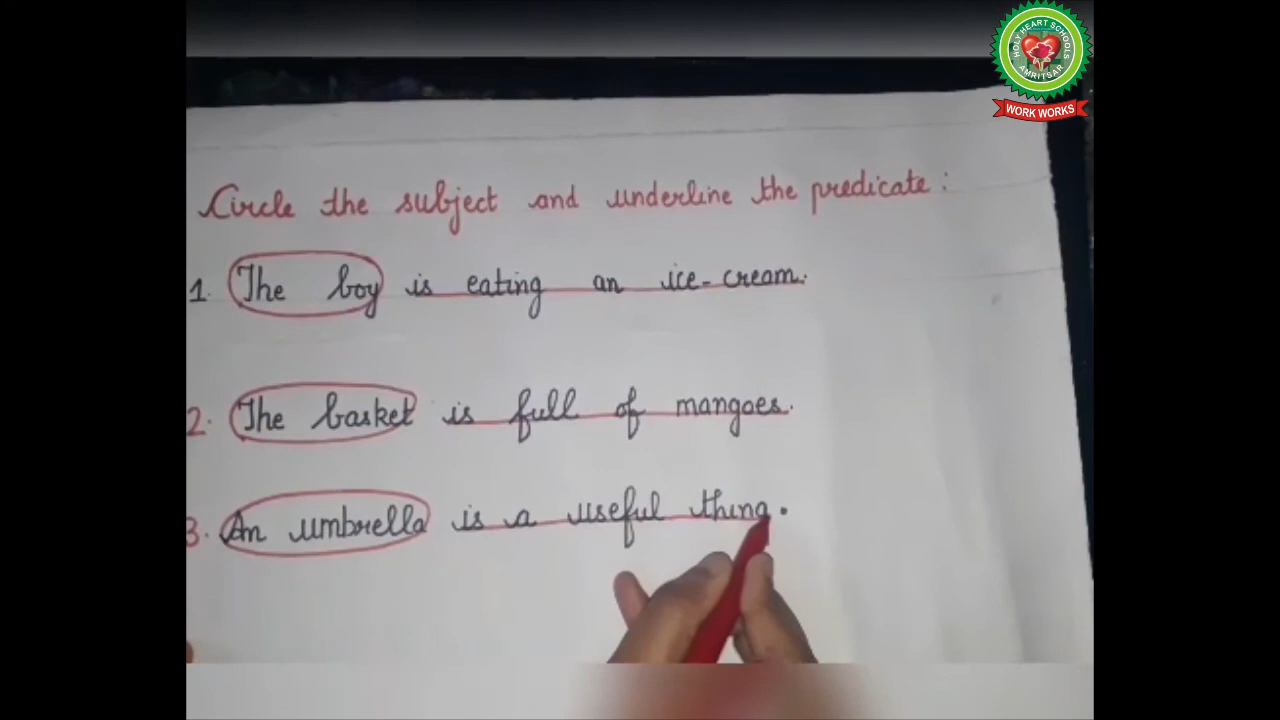 HOLY HEART SCHOOLS
AMRITSAR
WORK WORKS
Circle the subject and underline the predicate :
1. The boy is eating an ice-cream.
2. The basket is full of mangoes.
3. An umbrella is a useful thing.